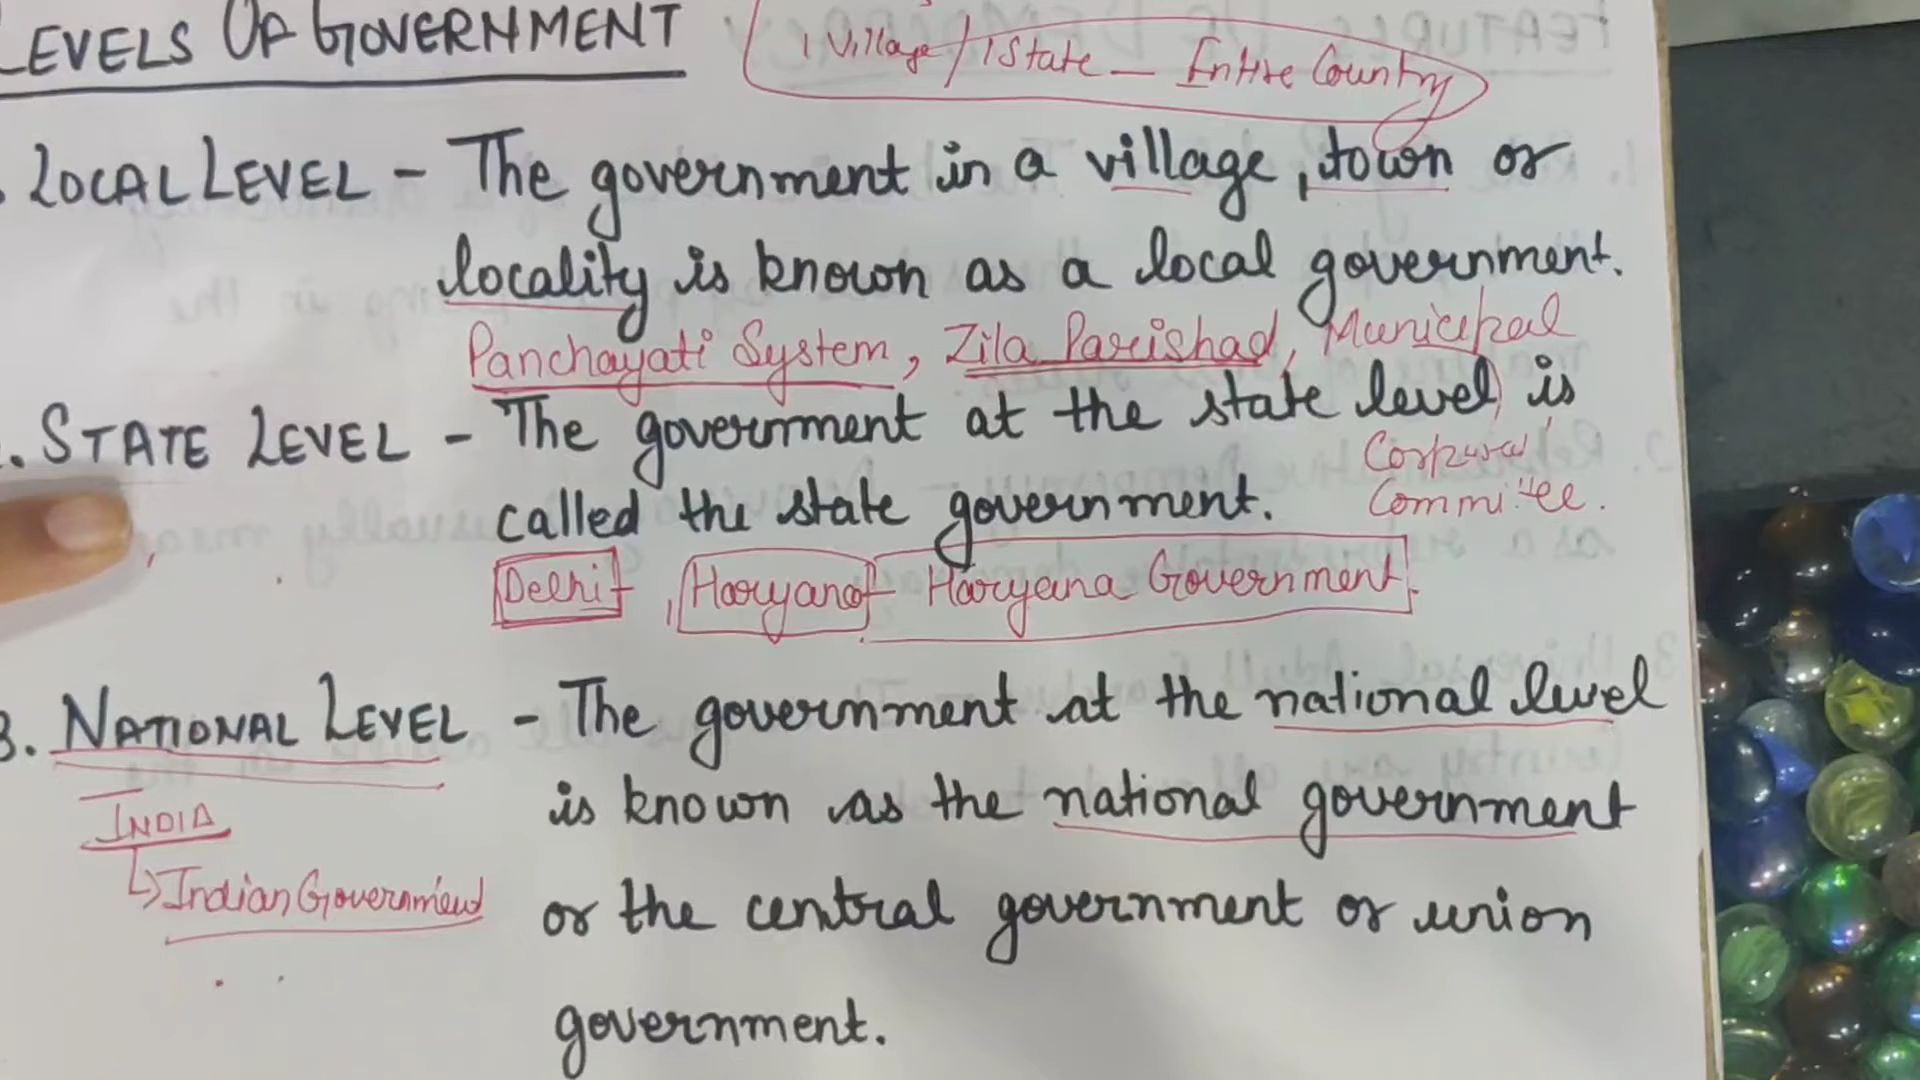 LEVELS OF GOVERNMENT
1 Village / 1 State — Entire Country
LOCAL LEVEL - The government in a village, town or
locality is known as a local government.
Panchayati System, Zila Parishad, Municipal
STATE LEVEL - The government at the state level is
Committee.
called the state government.
Delhi, Haryana - Haryana Government.
3. NATIONAL LEVEL - The government at the national level
is known as the national government
or the central government or union
government.
INDIA
↳ Indian Government